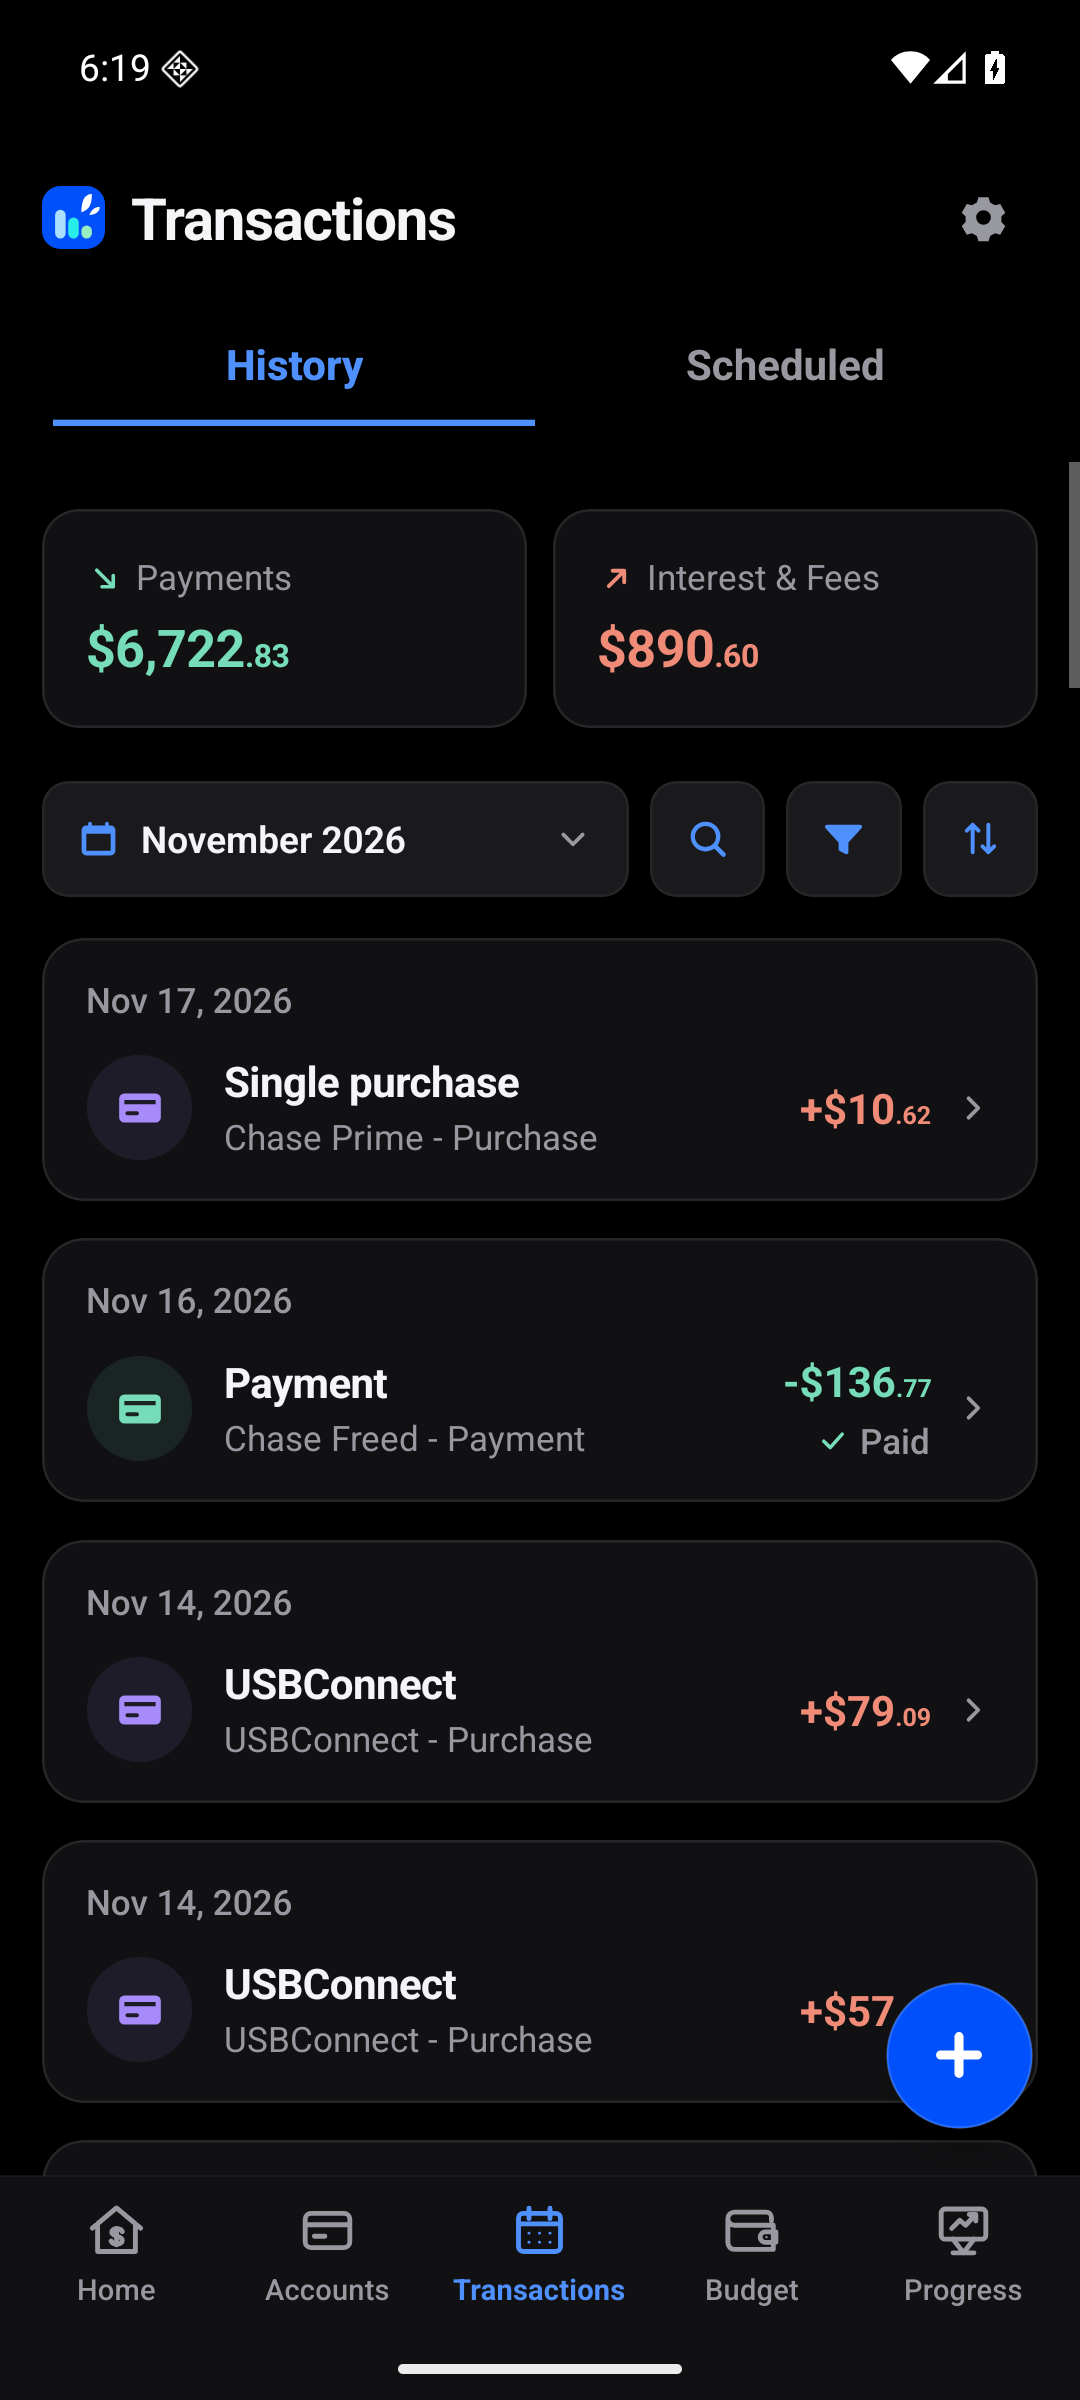 6:19
Transactions
History
Scheduled
Payments
$6,722.83
Interest & Fees
$890.60
November 2026
Nov 17, 2026
Single purchase
Chase Prime - Purchase
+$10.62
Nov 16, 2026
Payment
Chase Freed - Payment
-$136.77
Paid
Nov 14, 2026
USBConnect
USBConnect - Purchase
+$79.09
Nov 14, 2026
USBConnect
USBConnect - Purchase
+$57
Home
Accounts
Transactions
Budget
Progress